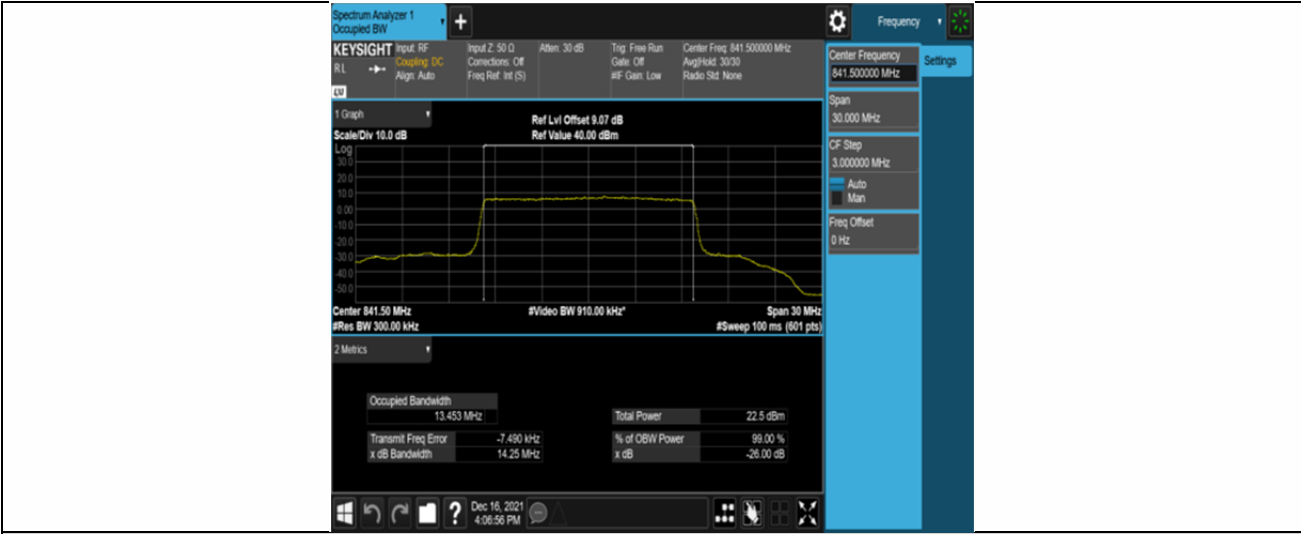 Spectrum Analyzer 1
Occupied BW
+
Frequency
KEYSIGHT
RL
LXI
Input: RF
Coupling: DC
Align: Auto
Input Z: 50 Ω
Corrections: Off
Freq Ref: Int (S)
Atten: 30 dB
Trig: Free Run
Gate: Off
#IF Gain: Low
Center Freq: 841.500000 MHz
Avg|Hold: 30/30
Radio Std: None
Center Frequency
841.500000 MHz
Settings
Span
30.000 MHz
CF Step
3.000000 MHz
Auto
Man
Freq Offset
0 Hz
1 Graph
Scale/Div 10.0 dB
Ref Lvl Offset 9.07 dB
Ref Value 40.00 dBm
Log
30.0
20.0
10.0
0.00
-10.0
-20.0
-30.0
-40.0
-50.0
Center 841.50 MHz
#Video BW 910.00 kHz*
Span 30 MHz
#Res BW 300.00 kHz
#Sweep 100 ms (601 pts)
2 Metrics
Occupied Bandwidth
13.453 MHz
Total Power 22.5 dBm
Transmit Freq Error -7.490 kHz
% of OBW Power 99.00 %
x dB Bandwidth 14.25 MHz
x dB -26.00 dB
?
Dec 16, 2021
4:06:56 PM